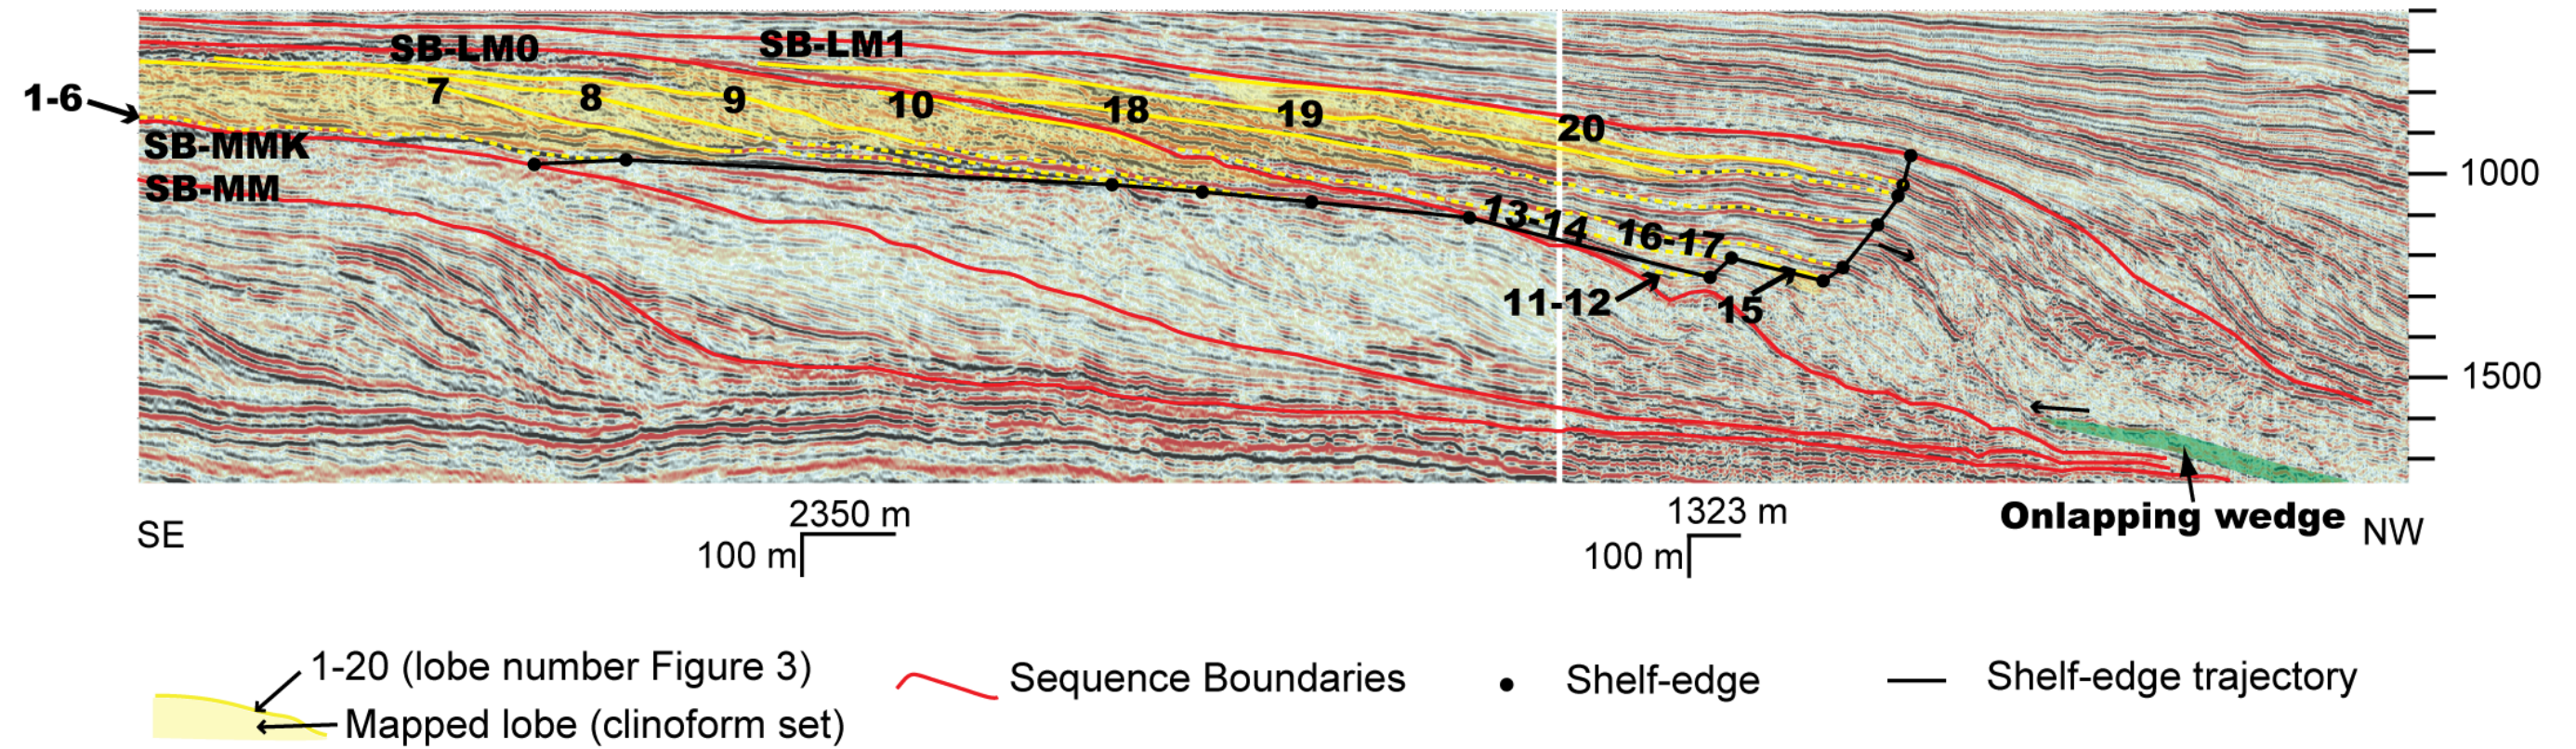 SB-LM0
SB-LM1
1-6
7
8
9
10
18
19
20
SB-MMK
SB-MM
1000
13-14
16-17
11-12
15
1500
Onlapping wedge
SE
NW
2350 m
100 m
1323 m
100 m
1-20 (lobe number Figure 3)
Mapped lobe (clinoform set)
Sequence Boundaries
Shelf-edge
Shelf-edge trajectory